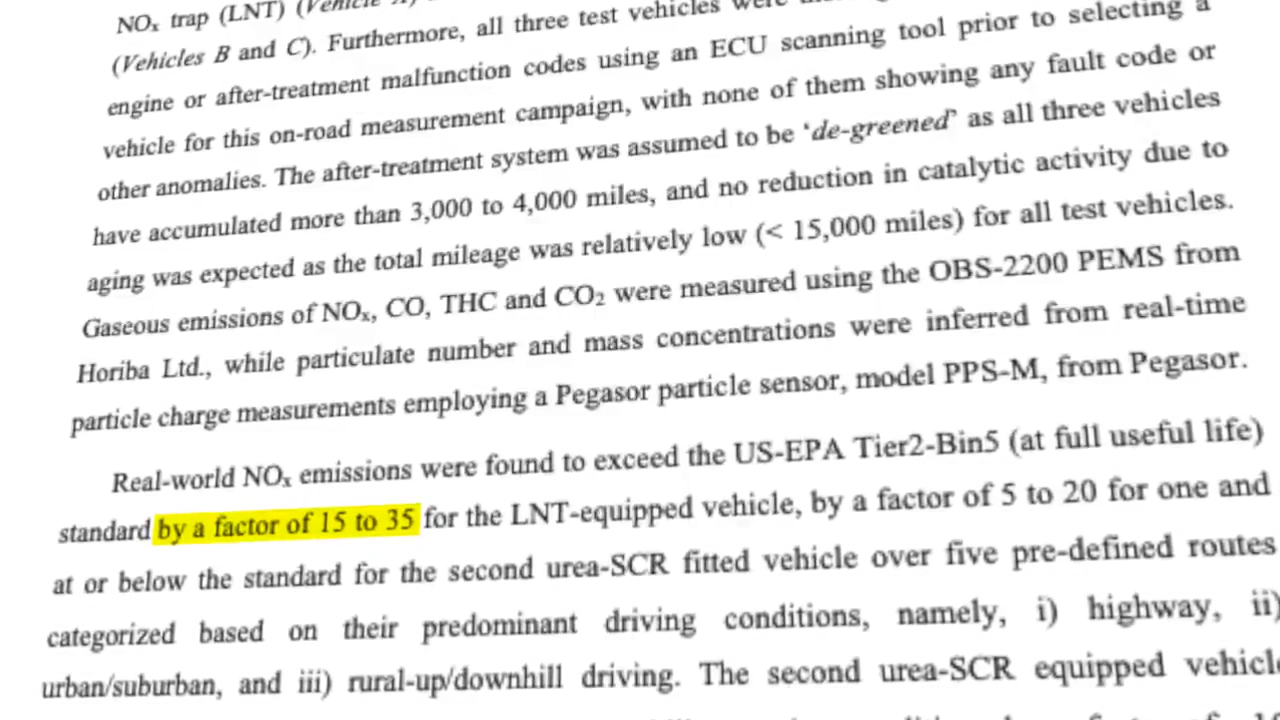 NOₓ trap (LNT) (Vehicle
(Vehicles B and C). Furthermore, all three test vehicles were
engine or after-treatment malfunction codes using an ECU scanning tool prior to selecting a
vehicle for this on-road measurement campaign, with none of them showing any fault code or
other anomalies. The after-treatment system was assumed to be ‘de-greened’ as all three vehicles
have accumulated more than 3,000 to 4,000 miles, and no reduction in catalytic activity due to
aging was expected as the total mileage was relatively low (< 15,000 miles) for all test vehicles.
Gaseous emissions of NOₓ, CO, THC and CO₂ were measured using the OBS-2200 PEMS from
Horiba Ltd., while particulate number and mass concentrations were inferred from real-time
particle charge measurements employing a Pegasor particle sensor, model PPS-M, from Pegasor.
Real-world NOₓ emissions were found to exceed the US-EPA Tier2-Bin5 (at full useful life)
standard by a factor of 15 to 35 for the LNT-equipped vehicle, by a factor of 5 to 20 for one and
at or below the standard for the second urea-SCR fitted vehicle over five pre-defined routes
categorized based on their predominant driving conditions, namely, i) highway, ii)
urban/suburban, and iii) rural-up/downhill driving. The second urea-SCR equipped vehicle